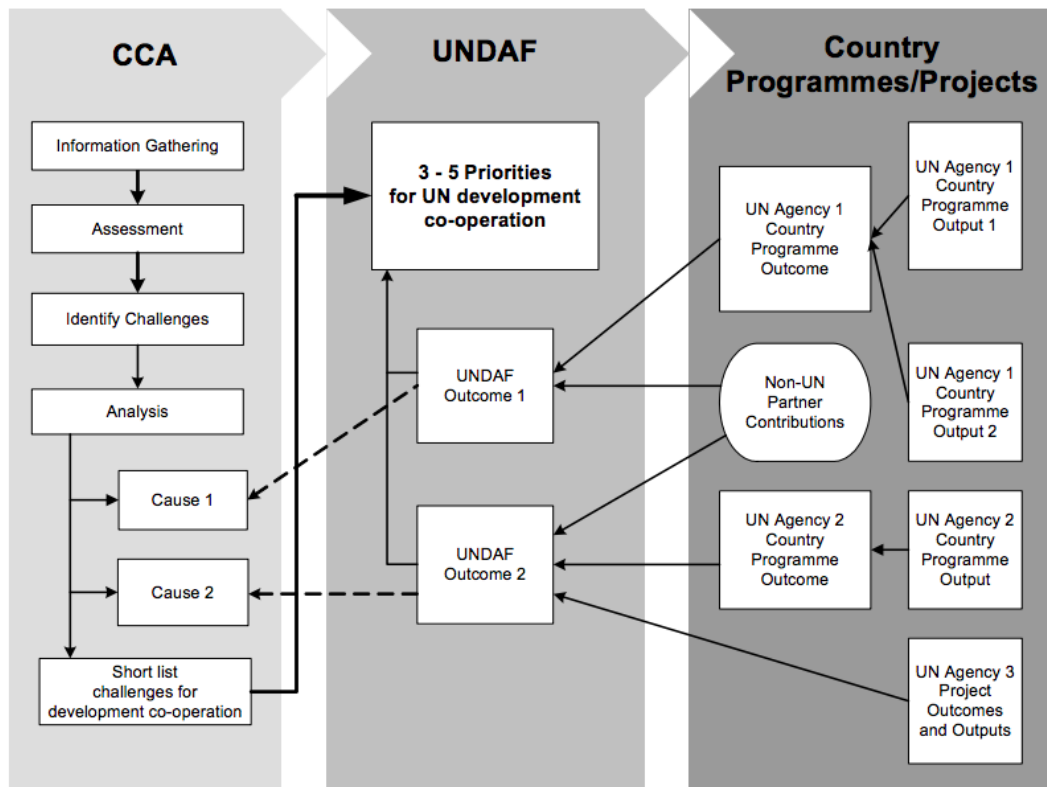 CCA
UNDAF
Country
Programmes/Projects
Information Gathering
Assessment
Identify Challenges
Analysis
Cause 1
Cause 2
Short list
challenges for
development co-operation
3 - 5 Priorities
for UN development
co-operation
UNDAF
Outcome 1
UNDAF
Outcome 2
UN Agency 1
Country
Programme
Outcome
Non-UN
Partner
Contributions
UN Agency 2
Country
Programme
Outcome
UN Agency 1
Country
Programme
Output 1
UN Agency 1
Country
Programme
Output 2
UN Agency 2
Country
Programme
Output
UN Agency 3
Project
Outcomes
and Outputs